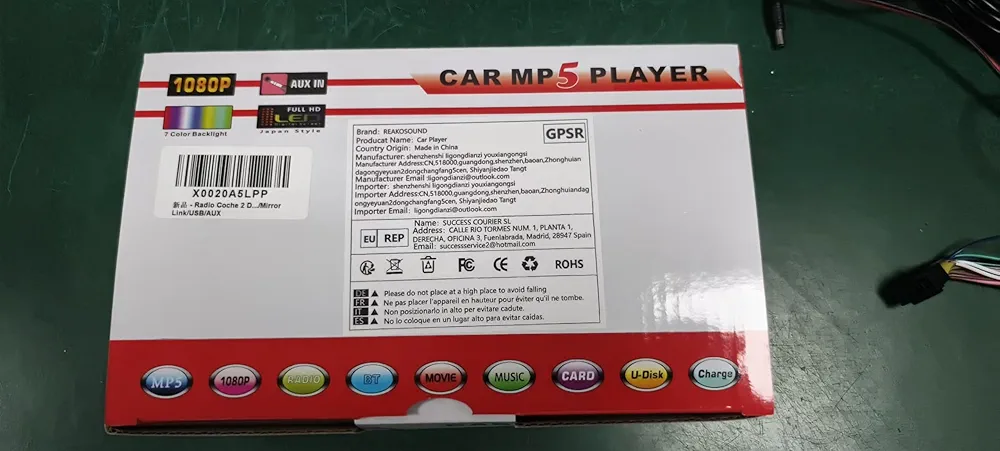 CAR MP5 PLAYER
1080P
AUX IN
7 Color Backlight
FULL HD
LED
Japan Style
X0020A5LPP
新品 - Radio Coche 2 D.../Mirror
Link/USB/AUX
GPSR
Brand: REAKOSOUND
Producat Name: Car Player
Country Origin: Made in China
Manufacturer: shenzhenshi ligongdianzi youxiangongsi
Manufacturer Address:CN,518000,guangdong,shenzhen,baoan,Zhonghuian
dagongyeyuan2dongchangfang5cen, Shiyanjiedao Tangt
Manufacturer Email :ligongdianzi@outlook.com
Importer: shenzhenshi ligongdianzi youxiangongsi
Importer Address:CN,518000,guangdong,shenzhen,baoan,Zhonghuiandag
ongyeyuan2dongchangfang5cen, Shiyanjiedao Tangt
Importer Email: ligongdianzi@outlook.com
EU REP
Name: SUCCESS COURIER SL
Address: CALLE RIO TORMES NUM. 1, PLANTA 1,
DERECHA, OFICINA 3, Fuenlabrada, Madrid, 28947 Spain
Email: successservice2@hotmail.com
FC CE ROHS
DE Please do not place at a high place to avoid falling
FR Ne pas placer l'appareil en hauteur pour éviter qu'il ne tombe.
IT Non posizionarlo in alto per evitare cadute.
ES No lo coloque en un lugar alto para evitar caídas.
MP5
1080P
RADIO
BT
MOVIE
MUSIC
CARD
U-Disk
Charge